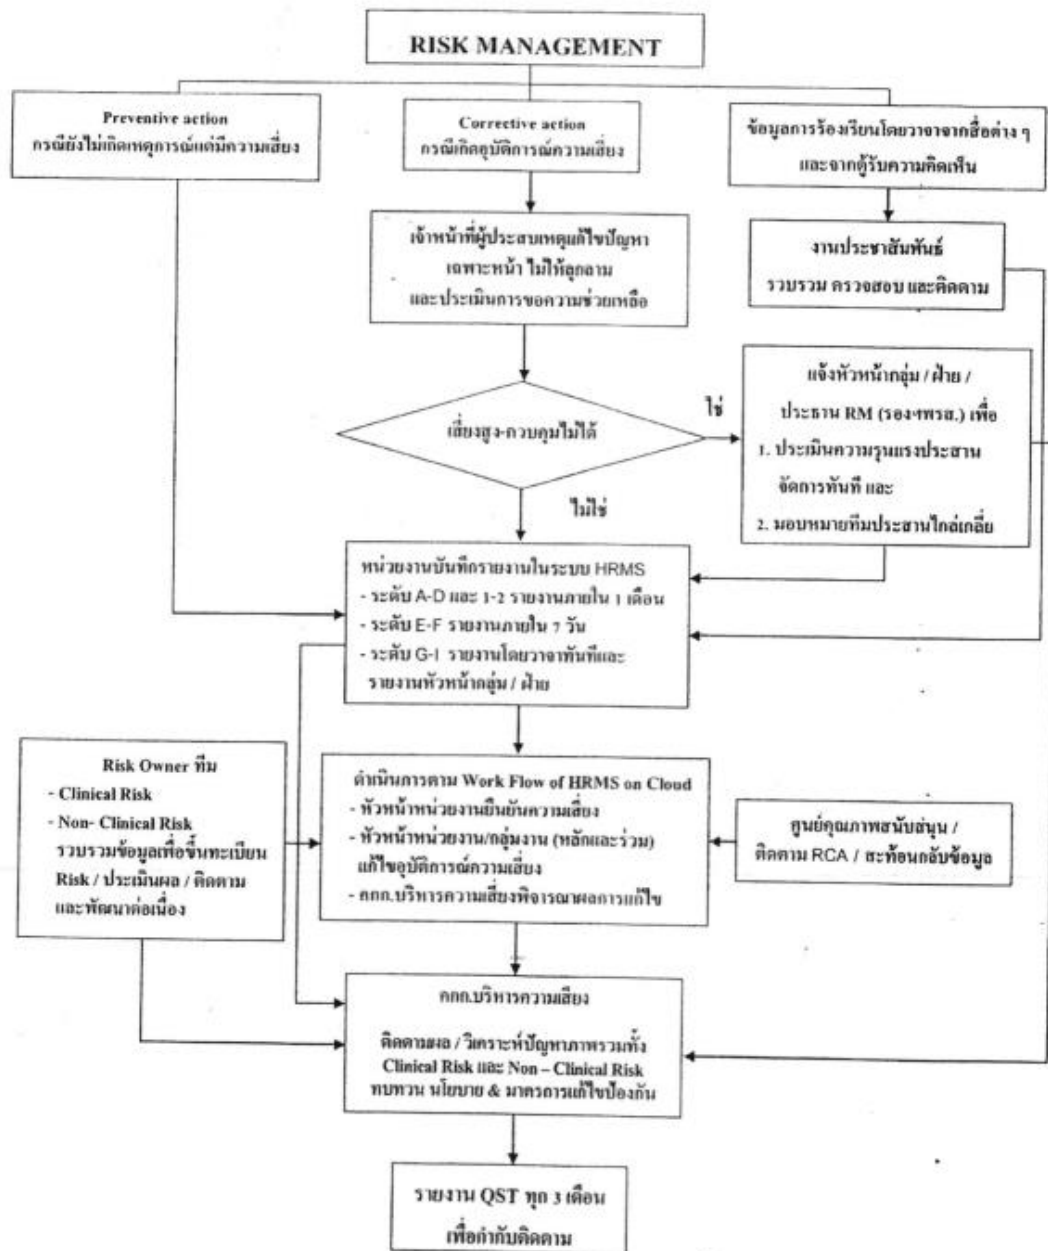 RISK MANAGEMENT
Preventive action
กรณียังไม่เกิดเหตุการณ์แต่มีความเสี่ยง
Corrective action
กรณีเกิดอุบัติการณ์ความเสี่ยง
ข้อมูลการร้องเรียนโดยวาจาจากสื่อต่าง ๆ
และจากตู้รับความคิดเห็น
เจ้าหน้าที่ผู้ประสบเหตุแก้ไขปัญหา
เฉพาะหน้า ไม่ให้ลุกลาม
และประเมินการขอความช่วยเหลือ
งานประชาสัมพันธ์
รวบรวม ตรวจสอบ และติดตาม
เสี่ยงสูง-ควบคุมไม่ได้
ใช่
แจ้งหัวหน้ากลุ่ม / ฝ่าย /
ประธาน RM (รองฯพรส.) เพื่อ
1. ประเมินความรุนแรงประสาน
จัดการทันที และ
2. มอบหมายทีมประสานไกล่เกลี่ย
ไม่ใช่
หน่วยงานบันทึกรายงานในระบบ HRMS
- ระดับ A-D และ 1-2 รายงานภายใน 1 เดือน
- ระดับ E-F รายงานภายใน 7 วัน
- ระดับ G-I รายงานโดยวาจาทันทีและ
รายงานหัวหน้ากลุ่ม / ฝ่าย
Risk Owner ทีม
- Clinical Risk
- Non- Clinical Risk
รวบรวมข้อมูลเพื่อขึ้นทะเบียน
Risk / ประเมินผล / ติดตาม
และพัฒนาต่อเนื่อง
ดำเนินการตาม Work Flow of HRMS on Cloud
- หัวหน้าหน่วยงานยืนยันความเสี่ยง
- หัวหน้าหน่วยงาน/กลุ่มงาน (หลักและร่วม)
แก้ไขอุบัติการณ์ความเสี่ยง
- คกก.บริหารความเสี่ยงพิจารณาผลการแก้ไข
ศูนย์คุณภาพสนับสนุน /
ติดตาม RCA / สะท้อนกลับข้อมูล
คกก.บริหารความเสี่ยง
ติดตามผล / วิเคราะห์ปัญหาภาพรวมทั้ง
Clinical Risk และ Non – Clinical Risk
ทบทวน นโยบาย & มาตรการแก้ไขป้องกัน
รายงาน QST ทุก 3 เดือน
เพื่อกำกับติดตาม